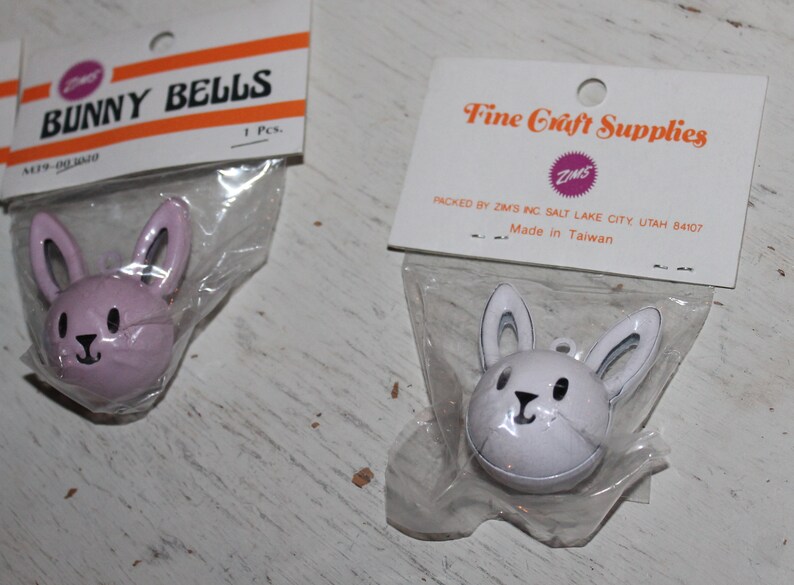 ZIMS
BUNNY BELLS
1 Pcs.
M39-003020
Fine Craft Supplies
ZIMS
PACKED BY ZIM'S INC. SALT LAKE CITY, UTAH 84107
Made in Taiwan